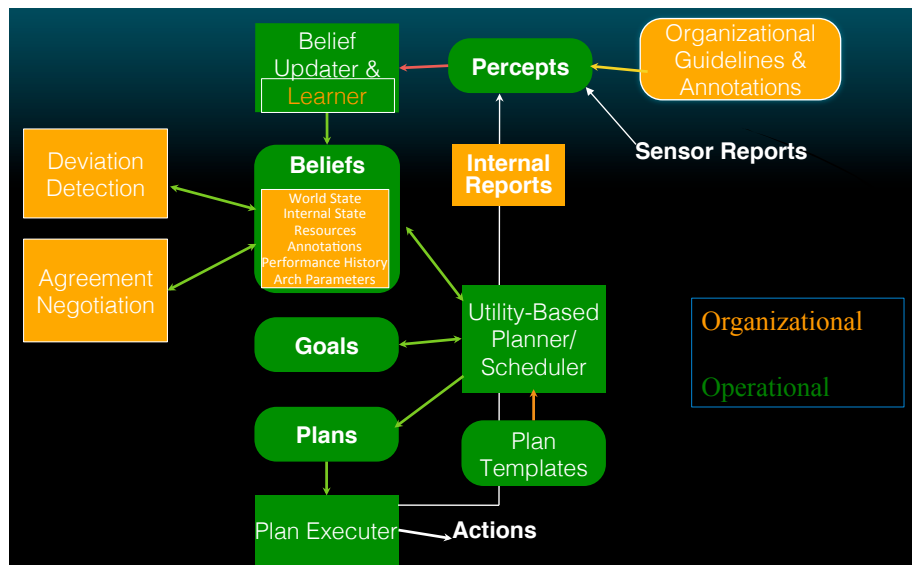 Belief
Updater &
Learner
Percepts
Organizational
Guidelines &
Annotations
Sensor Reports
Internal
Reports
Deviation
Detection
Beliefs
World State
Internal State
Resources
Annotations
Performance History
Arch Parameters
Agreement
Negotiation
Utility-Based
Planner/
Scheduler
Goals
Organizational
Operational
Plans
Plan
Templates
Plan Executer
Actions